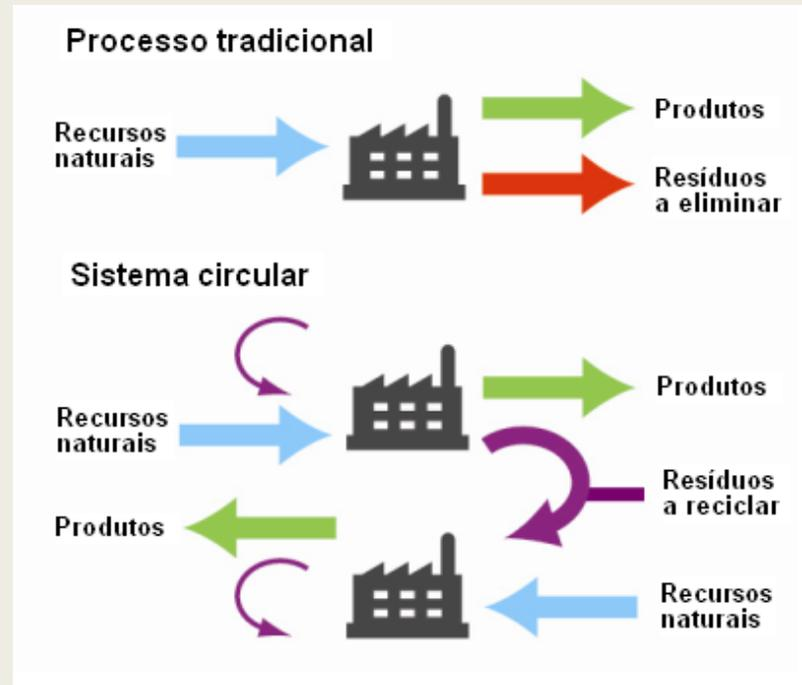 Processo tradicional
Recursos
naturais
Produtos
Resíduos
a eliminar
Sistema circular
Recursos
naturais
Produtos
Resíduos
a reciclar
Produtos
Recursos
naturais